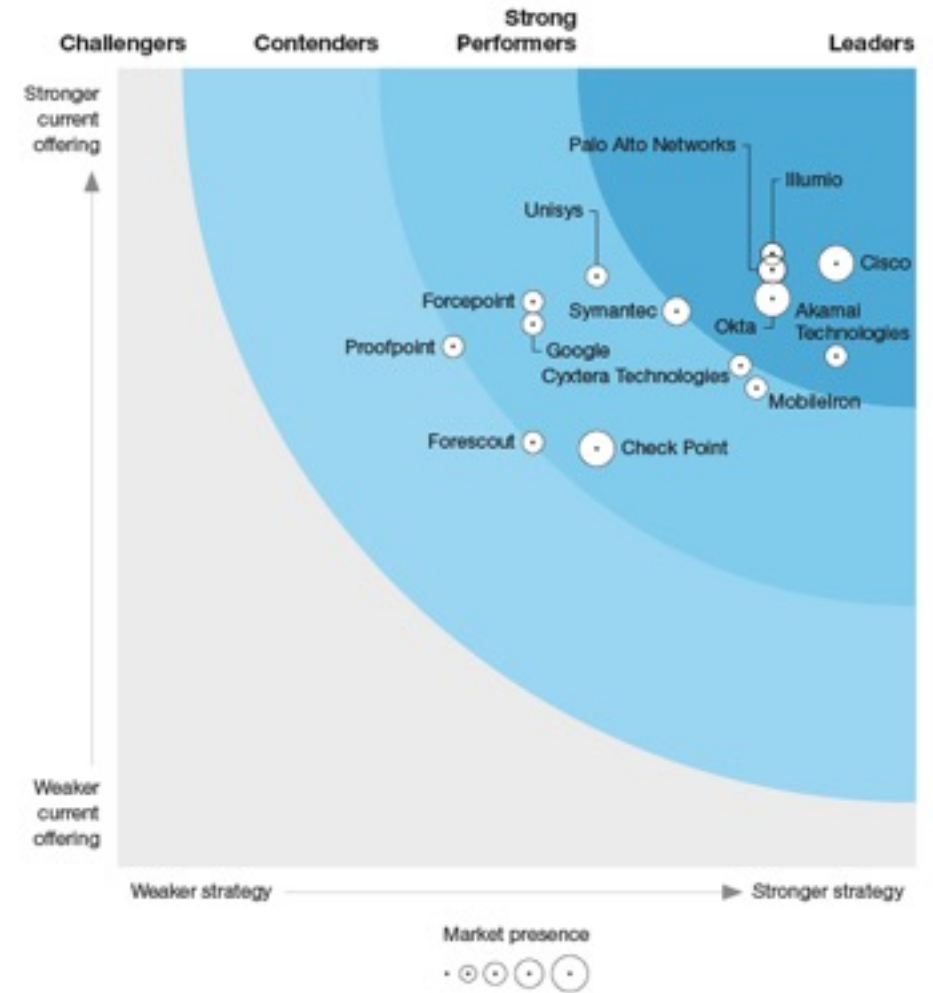 Challengers
Contenders
Strong
Performers
Leaders
Stronger
current
offering
Palo Alto Networks
Illumio
Unisys
Cisco
Forcepoint
Symantec
Akamai
Technologies
Okta
Proofpoint
Google
Cyxtera Technologies
MobileIron
Forescout
Check Point
Weaker
current
offering
Weaker strategy
Stronger strategy
Market presence